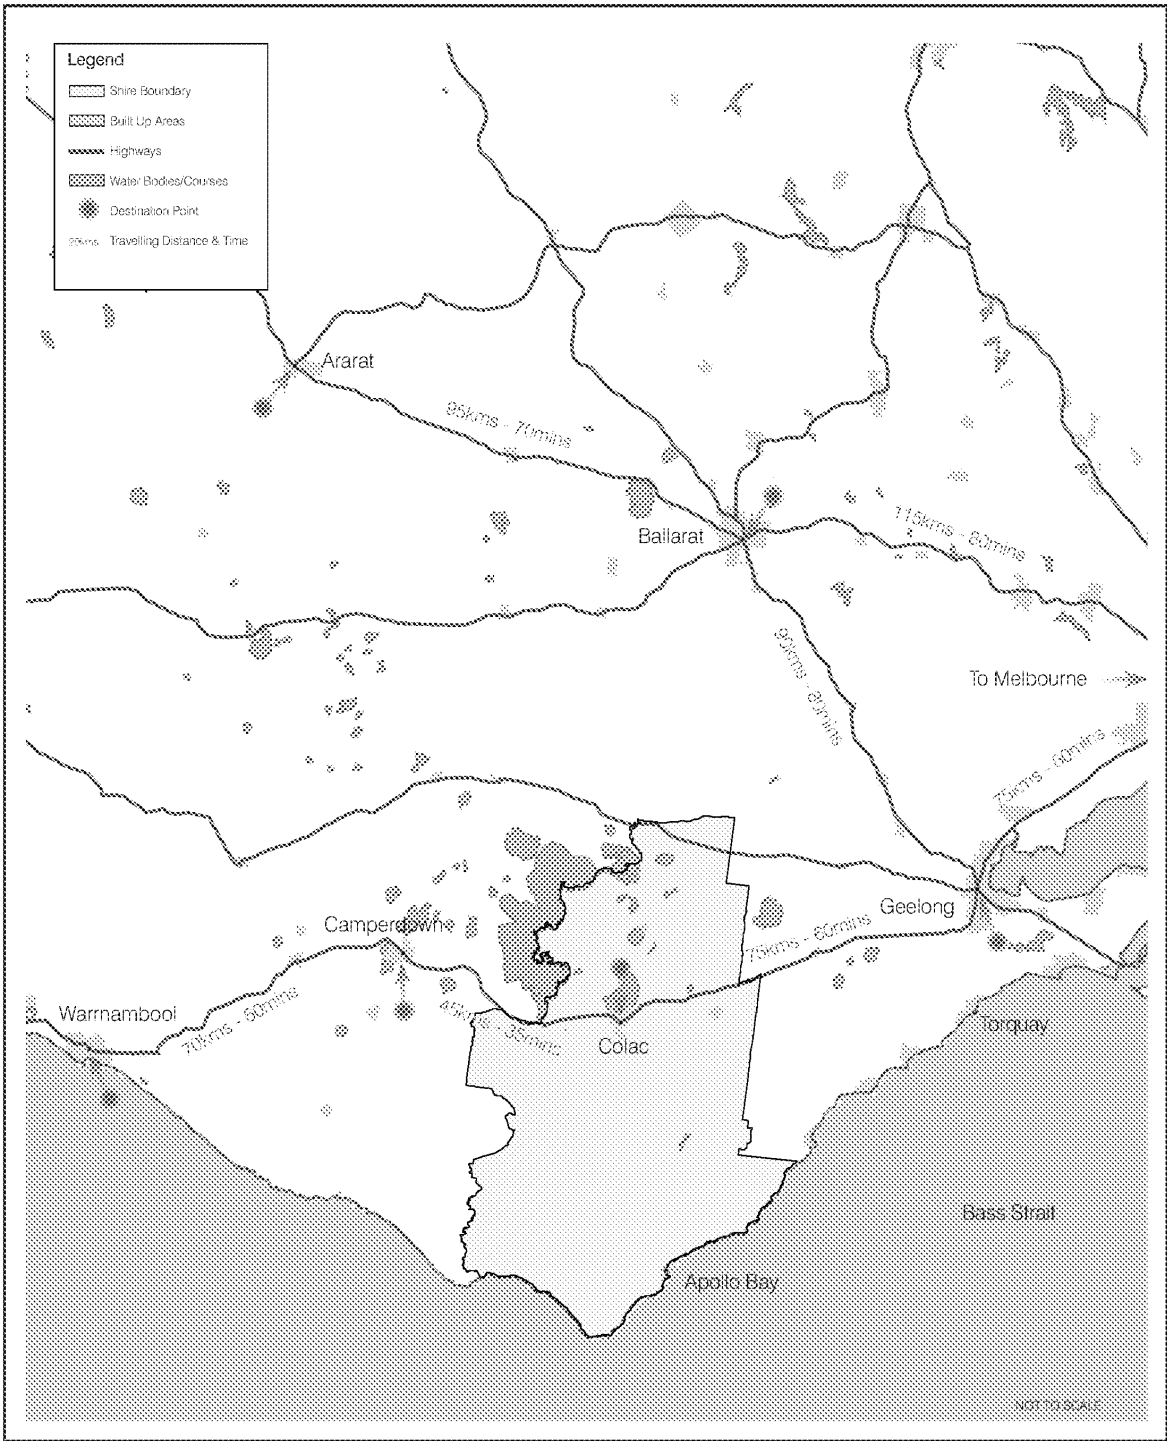 Legend
Shire Boundary
Built Up Areas
Highways
Water Bodies/Courses
Destination Point
Travelling Distance & Time
Ararat
95kms - 70mins
Ballarat
115kms - 80mins
90kms - 80mins
To Melbourne
75kms - 60mins
Geelong
Camperdown
75kms - 60mins
Warrnambool
70kms - 50mins
45kms - 35mins
Colac
Torquay
Bass Strait
Apollo Bay
NOT TO SCALE